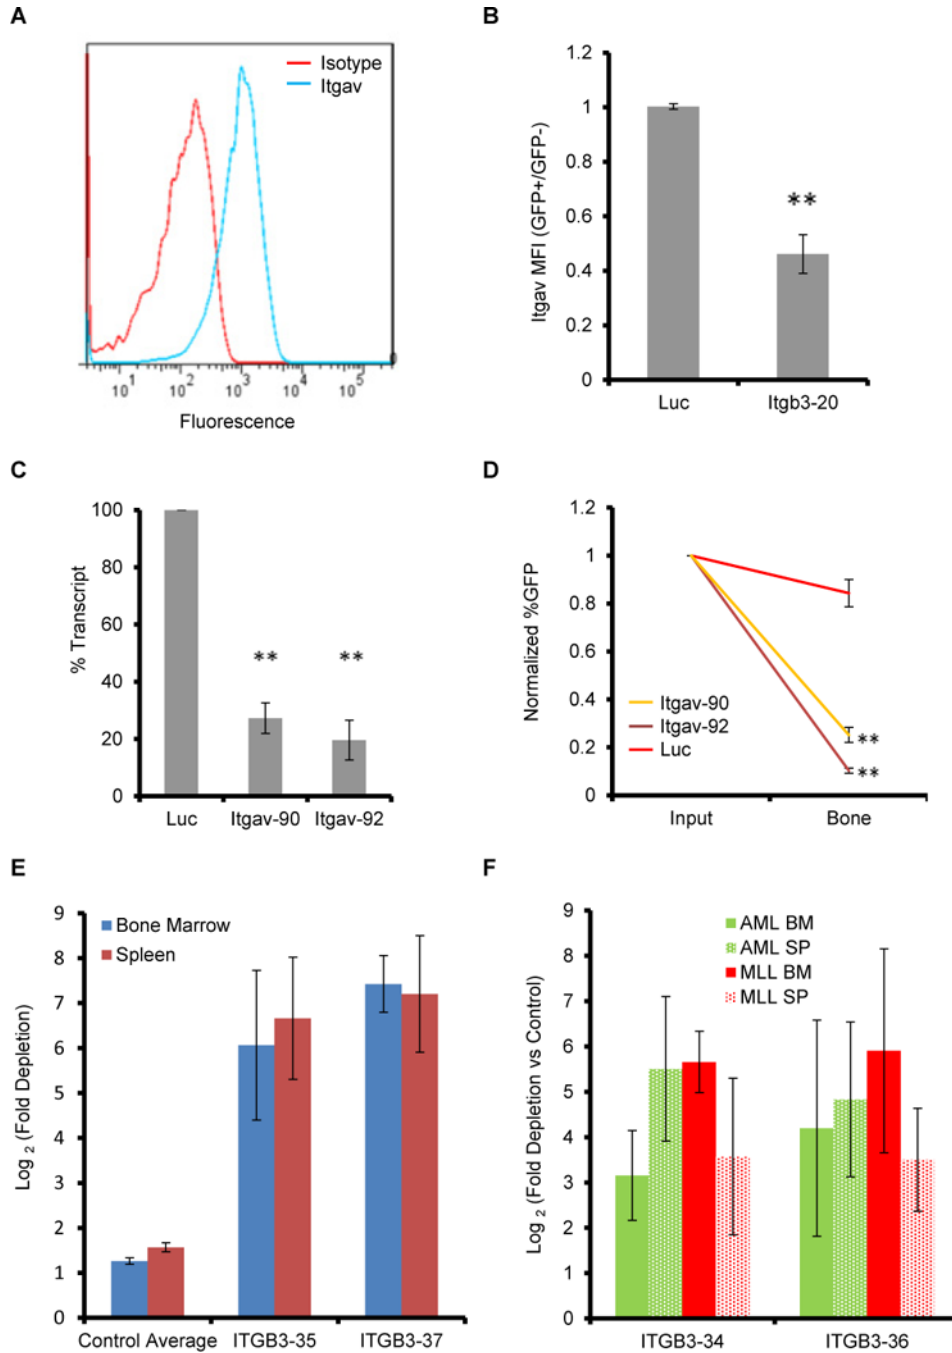 A
Isotype
Itgav
10^1 10^2 10^3 10^4 10^5
0
Fluorescence
B
Itgav MFI (GFP+/GFP-)
1.2
1
0.8
0.6
0.4
0.2
0
**
Luc Itgb3-20
C
% Transcript
100
80
60
40
20
0
** **
Luc Itgav-90 Itgav-92
D
Normalized %GFP
1.2
1
0.8
0.6
0.4
0.2
0
Itgav-90
Itgav-92
Luc
**
**
Input Bone
E
Log 2 (Fold Depletion)
9
8
7
6
5
4
3
2
1
0
Bone Marrow
Spleen
Control Average ITGB3-35 ITGB3-37
F
Log 2 (Fold Depletion vs Control)
9
8
7
6
5
4
3
2
1
0
AML BM
AML SP
MLL BM
MLL SP
ITGB3-34 ITGB3-36